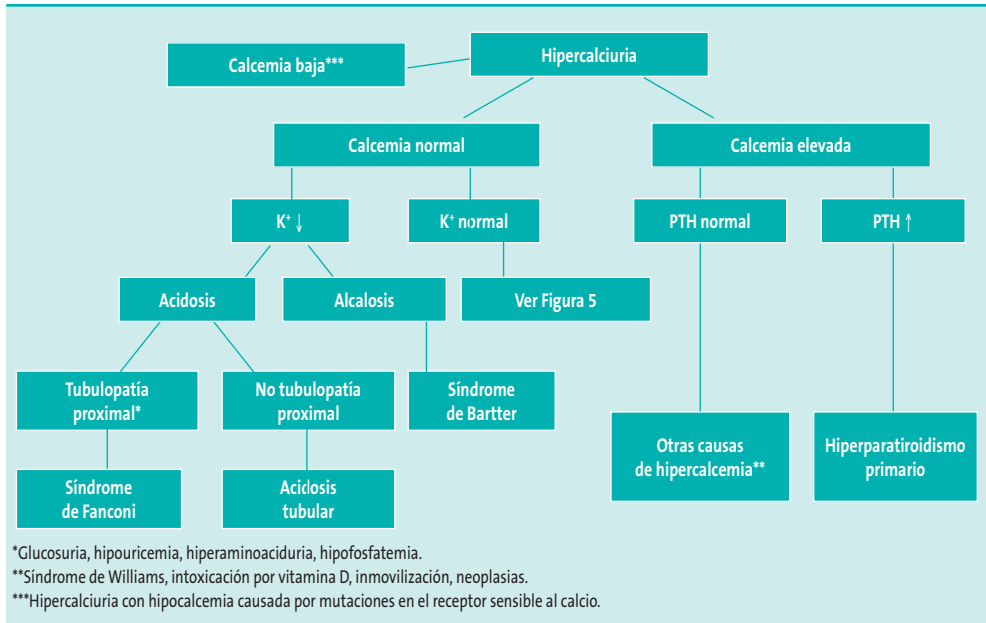 Hipercalciuria
Calcemia baja***
Calcemia normal
Calcemia elevada
K⁺ ↓
K⁺ normal
PTH normal
PTH ↑
Acidosis
Alcalosis
Ver Figura 5
Tubulopatía
proximal*
No tubulopatía
proximal
Síndrome
de Bartter
Otras causas
de hipercalcemia**
Hiperparatiroidismo
primario
Síndrome
de Fanconi
Acidosis
tubular
*Glucosuria, hipouricemia, hiperaminoaciduria, hipofosfatemia.
**Síndrome de Williams, intoxicación por vitamina D, inmovilización, neoplasias.
***Hipercalciuria con hipocalcemia causada por mutaciones en el receptor sensible al calcio.